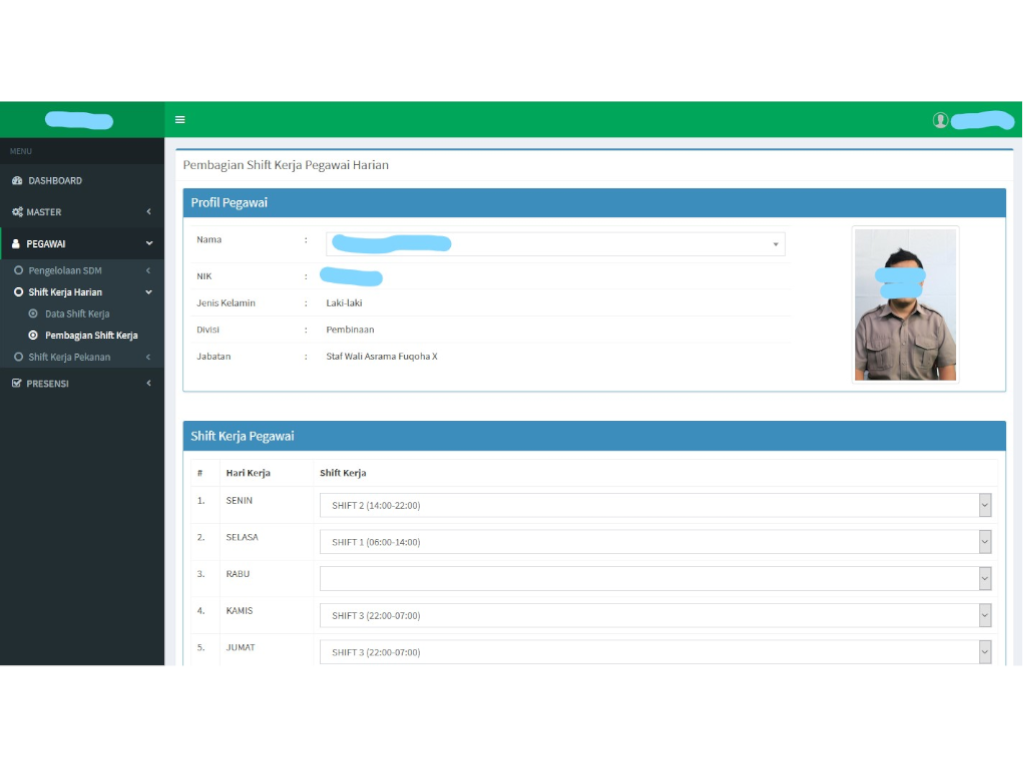 MENU
DASHBOARD
MASTER
PEGAWAI
Pengelolaan SDM
Shift Kerja Harian
Data Shift Kerja
Pembagian Shift Kerja
Shift Kerja Pekanan
PRESENSI
Pembagian Shift Kerja Pegawai Harian
Profil Pegawai
Nama :
NIK :
Jenis Kelamin : Laki-laki
Divisi : Pembinaan
Jabatan : Staf Wali Asrama Fuqoha X
Shift Kerja Pegawai
# Hari Kerja Shift Kerja
1. SENIN SHIFT 2 (14:00-22:00)
2. SELASA SHIFT 1 (06:00-14:00)
3. RABU
4. KAMIS SHIFT 3 (22:00-07:00)
5. JUMAT SHIFT 3 (22:00-07:00)